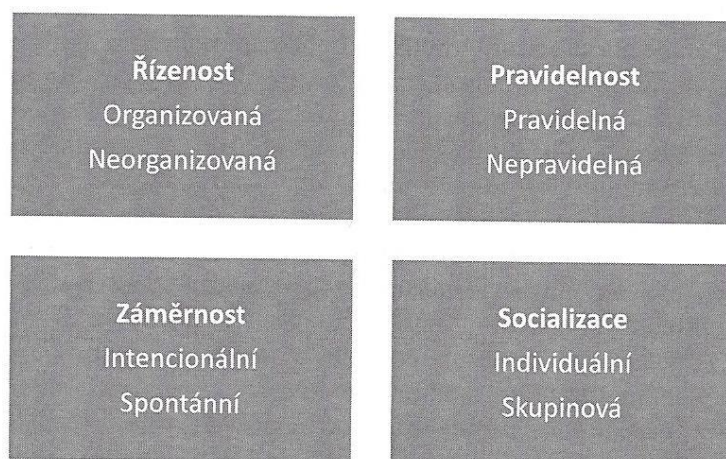 Řízenost
Organizovaná
Neorganizovaná
Pravidelnost
Pravidelná
Nepravidelná
Záměrnost
Intencionální
Spontánní
Socializace
Individuální
Skupinová